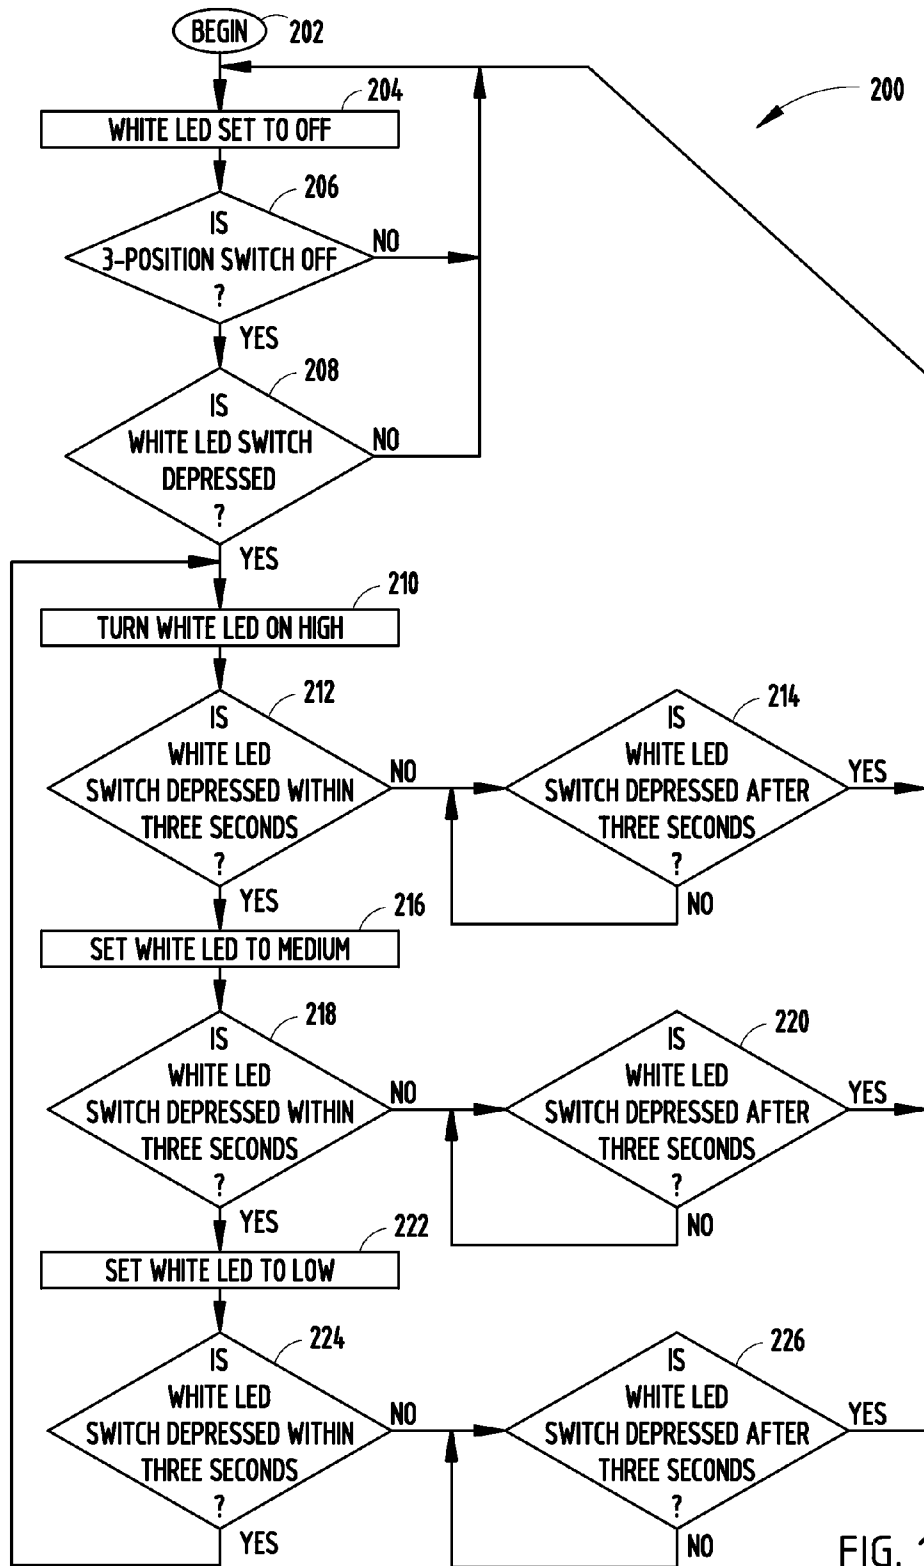 BEGIN
202
200
204
WHITE LED SET TO OFF
206
IS
3-POSITION SWITCH OFF
?
NO
YES
208
IS
WHITE LED SWITCH
DEPRESSED
?
NO
YES
210
TURN WHITE LED ON HIGH
212
IS
WHITE LED
SWITCH DEPRESSED WITHIN
THREE SECONDS
?
NO
YES
214
IS
WHITE LED
SWITCH DEPRESSED AFTER
THREE SECONDS
?
YES
NO
216
SET WHITE LED TO MEDIUM
218
IS
WHITE LED
SWITCH DEPRESSED WITHIN
THREE SECONDS
?
NO
YES
220
IS
WHITE LED
SWITCH DEPRESSED AFTER
THREE SECONDS
?
YES
NO
222
SET WHITE LED TO LOW
224
IS
WHITE LED
SWITCH DEPRESSED WITHIN
THREE SECONDS
?
NO
YES
226
IS
WHITE LED
SWITCH DEPRESSED AFTER
THREE SECONDS
?
YES
NO
FIG.